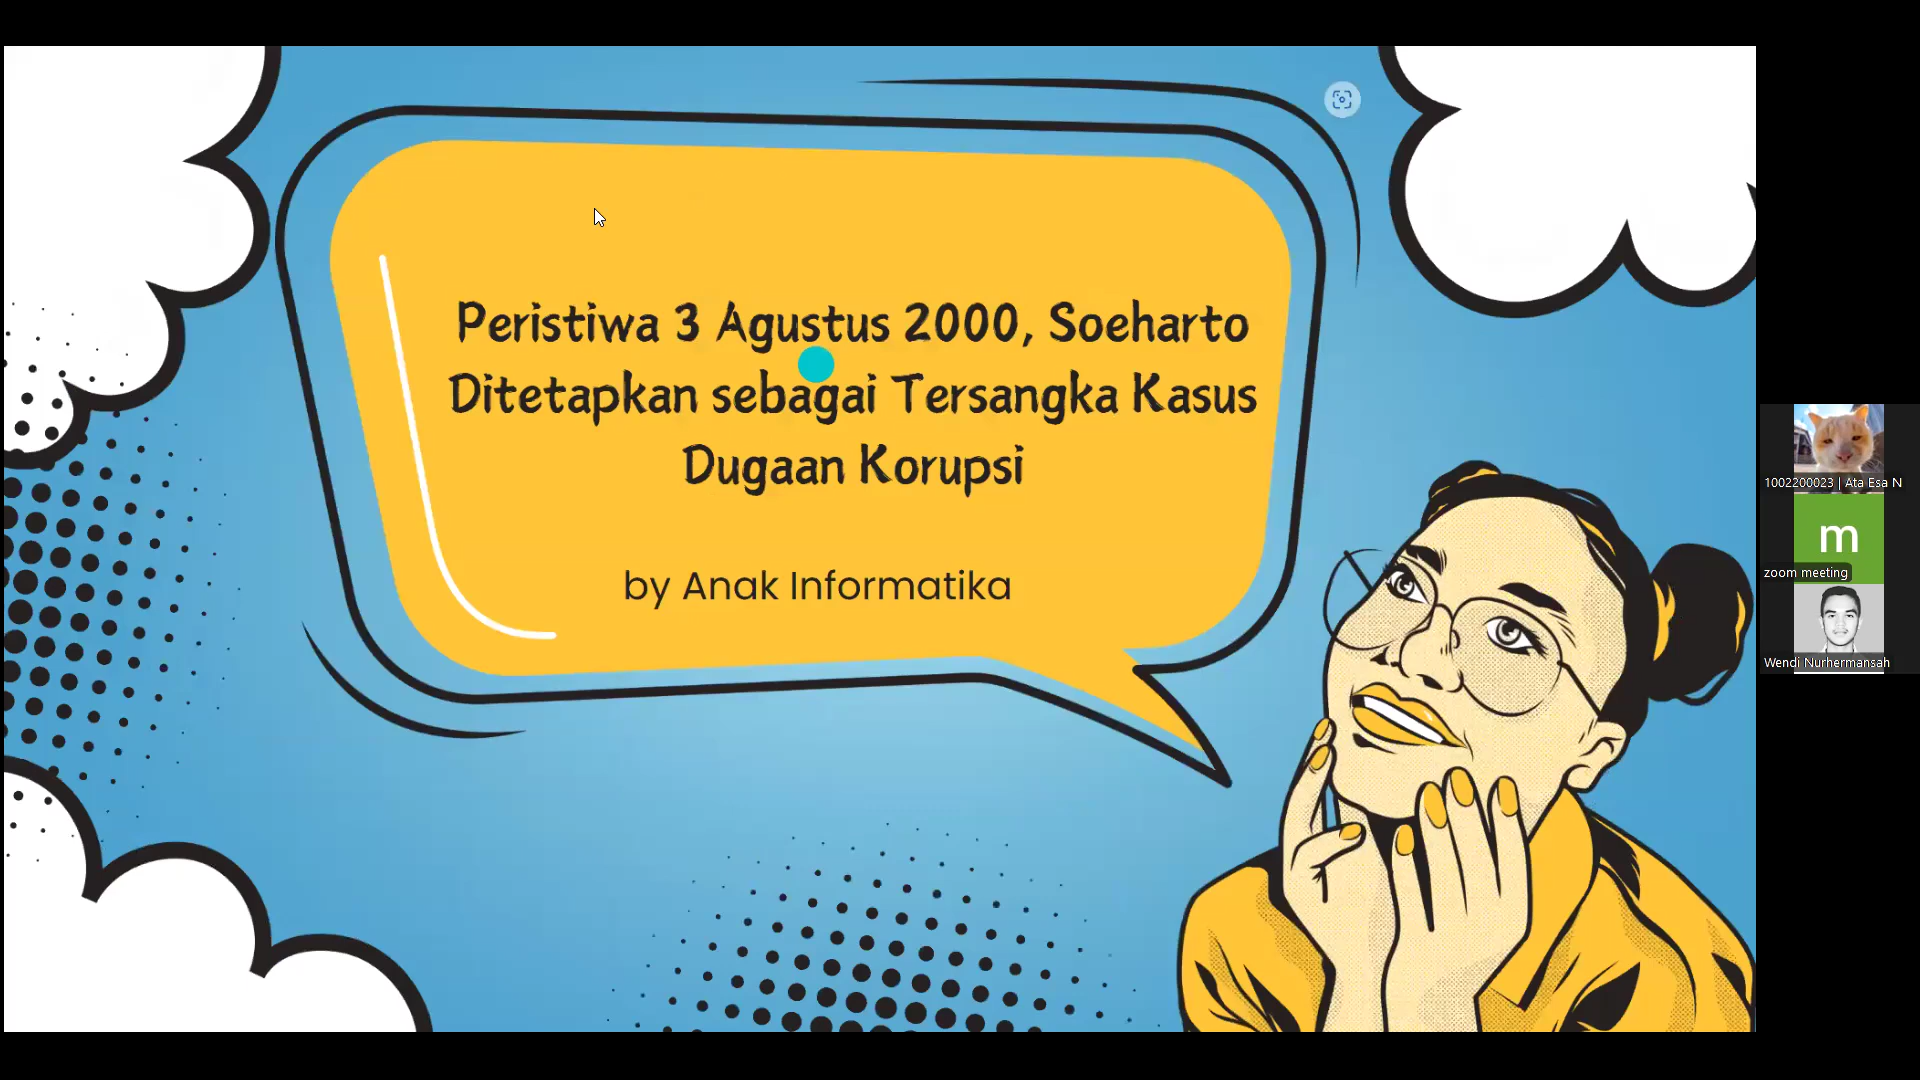 Peristiwa 3 Agustus 2000, Soeharto
Ditetapkan sebagai Tersangka Kasus
Dugaan Korupsi
by Anak Informatika
1002200023 | Ata Esa N
m
zoom meeting
Wendi Nurhermansah